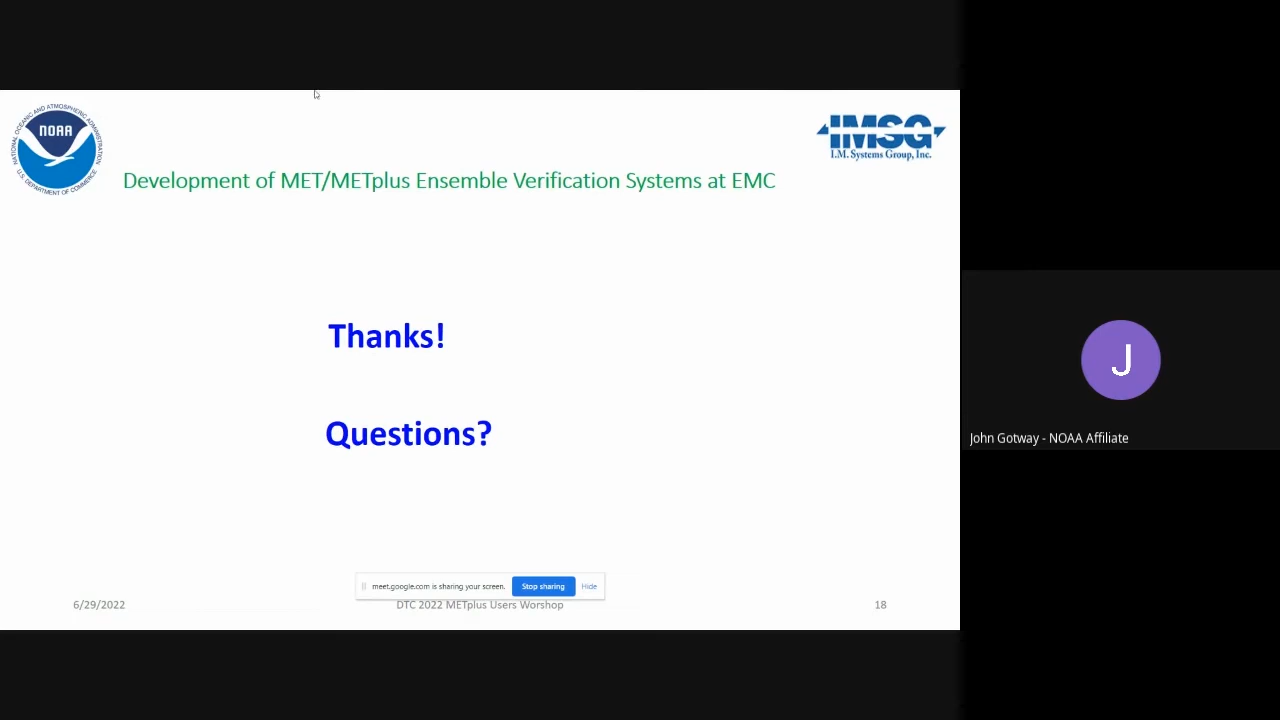 NATIONAL OCEANIC AND ATMOSPHERIC ADMINISTRATION
NOAA
U.S. DEPARTMENT OF COMMERCE
IMSG
I.M. Systems Group, Inc.
Development of MET/METplus Ensemble Verification Systems at EMC
Thanks!
Questions?
J
John Gotway - NOAA Affiliate
meet.google.com is sharing your screen.
Stop sharing
Hide
6/29/2022
DTC 2022 METplus Users Worshop
18